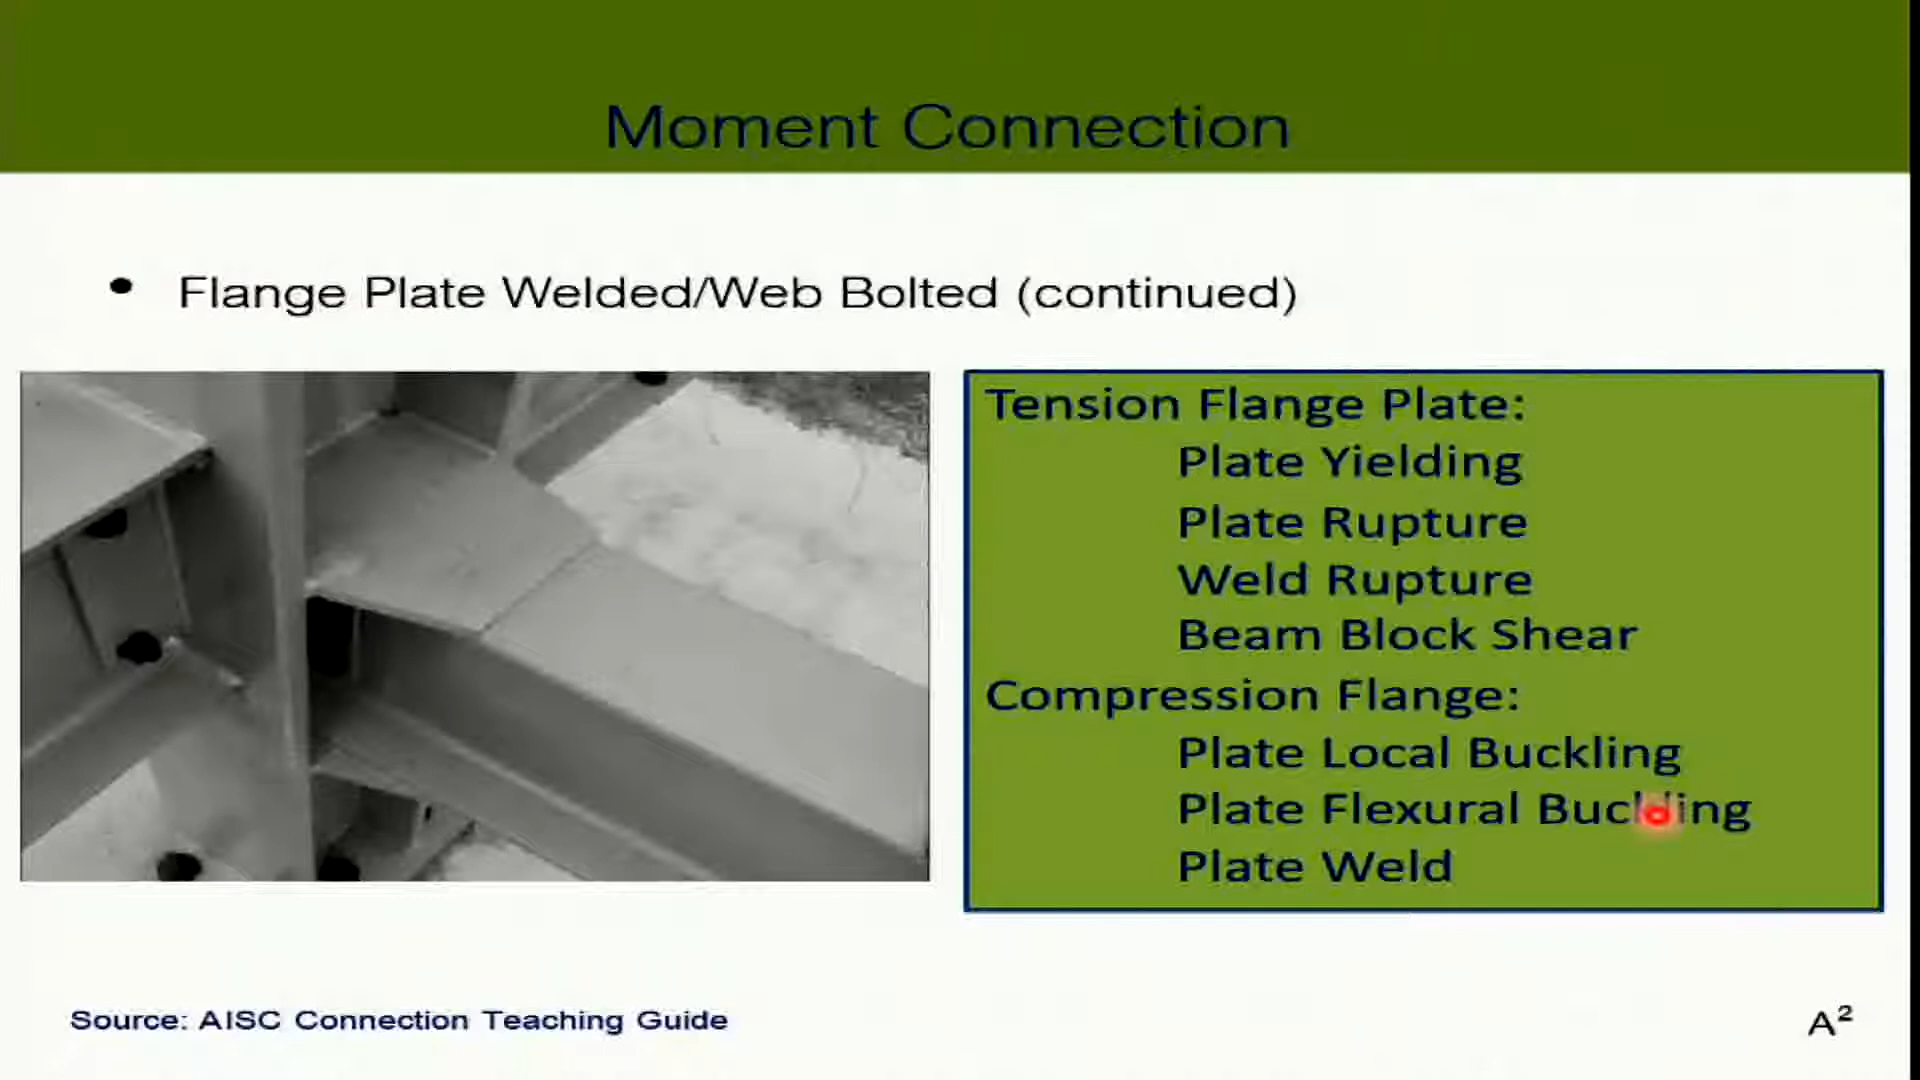 Moment Connection
• Flange Plate Welded/Web Bolted (continued)
Tension Flange Plate:
Plate Yielding
Plate Rupture
Weld Rupture
Beam Block Shear
Compression Flange:
Plate Local Buckling
Plate Flexural Buckling
Plate Weld
Source: AISC Connection Teaching Guide
A²